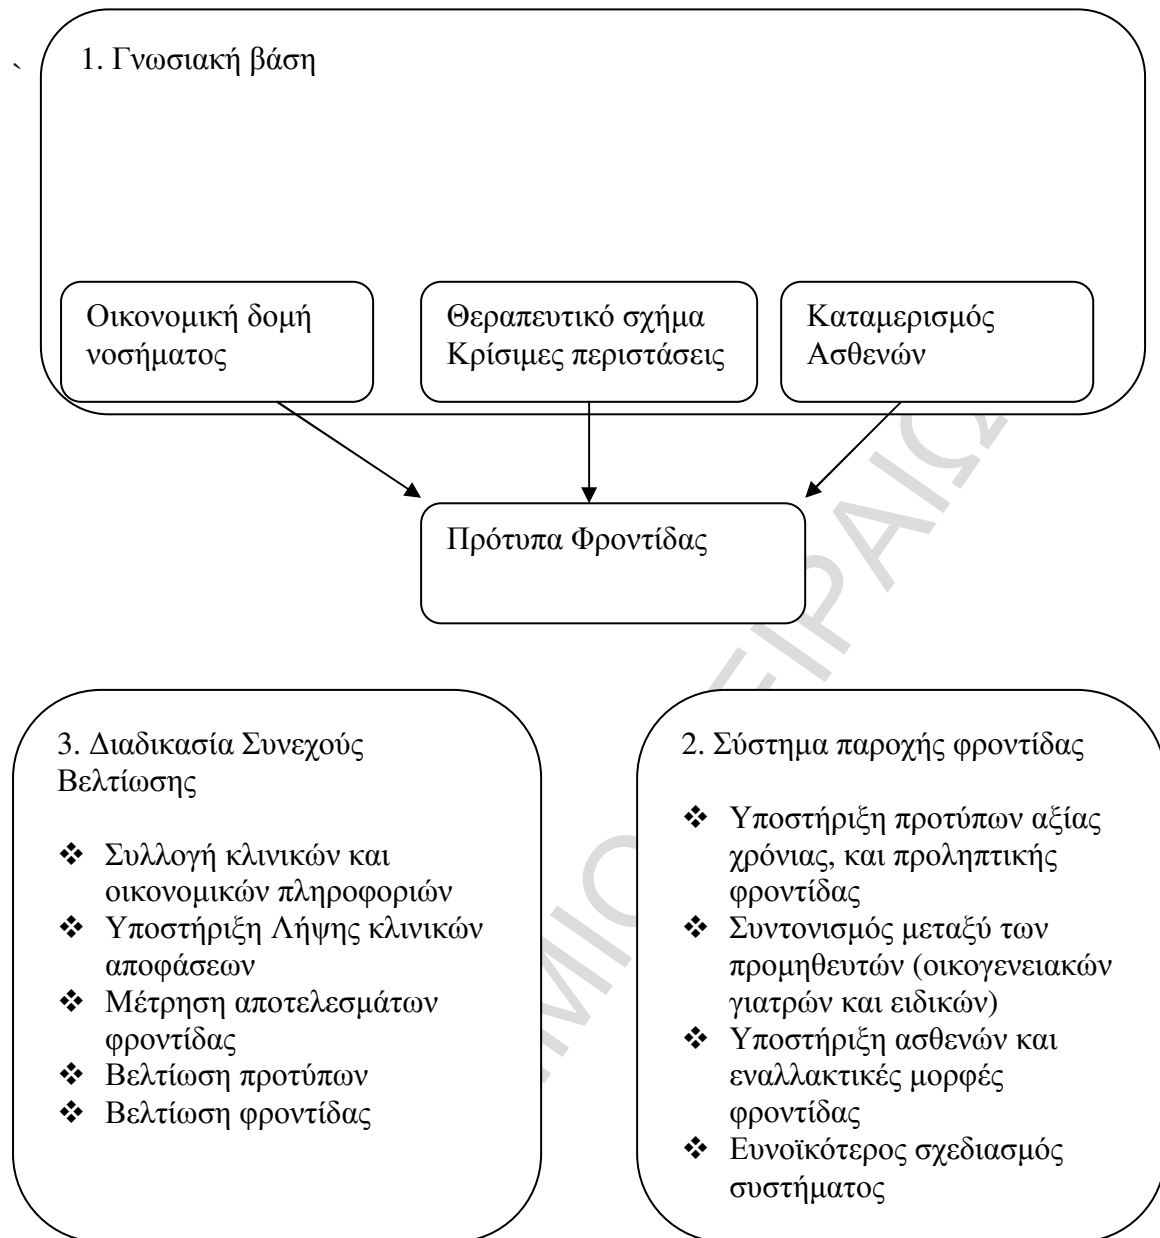 1. Γνωσιακή βάση
Οικονομική δομή
νοσήματος
Θεραπευτικό σχήμα
Κρίσιμες περιστάσεις
Καταμερισμός
Ασθενών
Πρότυπα Φροντίδας
3. Διαδικασία Συνεχούς
Βελτίωσης
❖ Συλλογή κλινικών και
οικονομικών πληροφοριών
❖ Υποστήριξη Λήψης κλινικών
αποφάσεων
❖ Μέτρηση αποτελεσμάτων
φροντίδας
❖ Βελτίωση προτύπων
❖ Βελτίωση φροντίδας
2. Σύστημα παροχής φροντίδας
❖ Υποστήριξη προτύπων αξίας
χρόνιας, και προληπτικής
φροντίδας
❖ Συντονισμός μεταξύ των
προμηθευτών (οικογενειακών
γιατρών και ειδικών)
❖ Υποστήριξη ασθενών και
εναλλακτικές μορφές
φροντίδας
❖ Ευνοϊκότερος σχεδιασμός
συστήματος